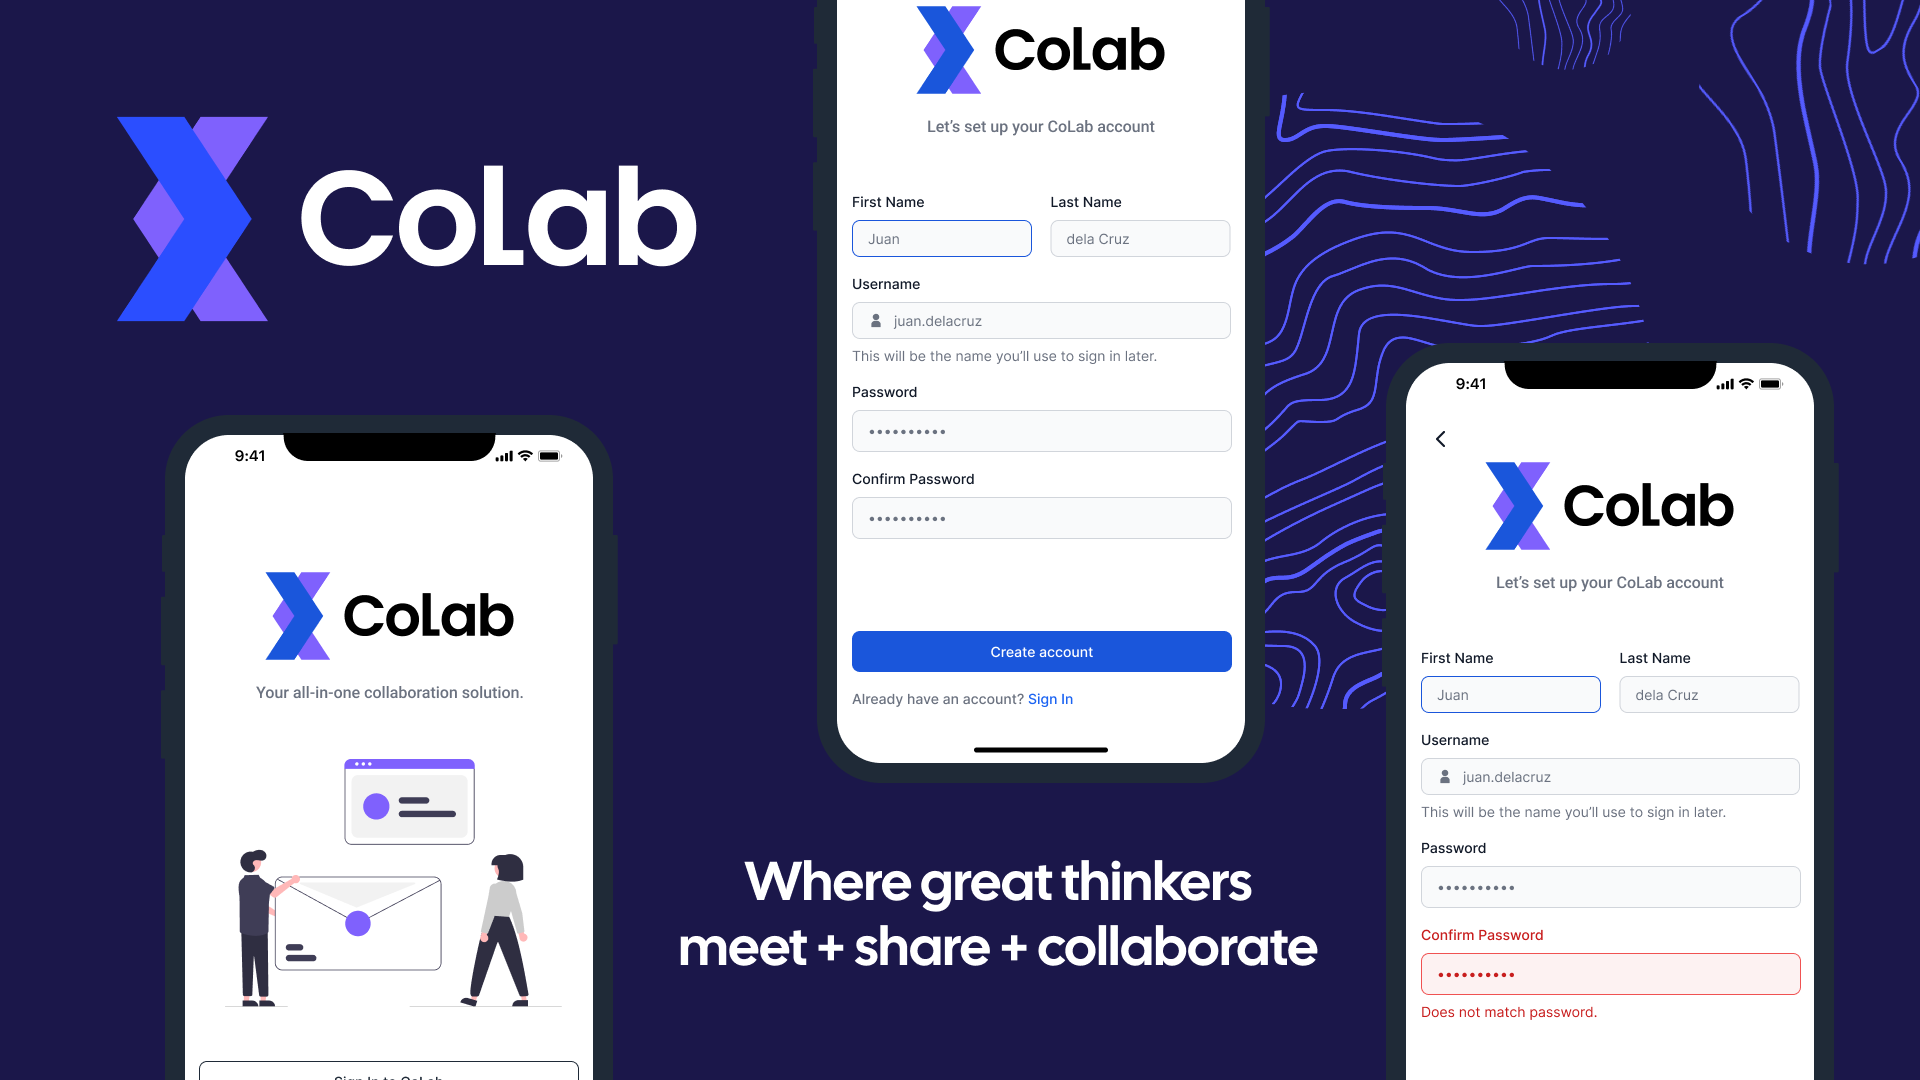 CoLab
9:41
CoLab
Your all-in-one collaboration solution.
Sign In to CoLab
CoLab
Let's set up your CoLab account
First Name
Last Name
Juan
dela Cruz
Username
juan.delacruz
This will be the name you'll use to sign in later.
Password
••••••••••
Confirm Password
••••••••••
Create account
Already have an account? Sign In
Where great thinkers
meet + share + collaborate
9:41
CoLab
Let's set up your CoLab account
First Name
Last Name
Juan
dela Cruz
Username
juan.delacruz
This will be the name you'll use to sign in later.
Password
••••••••••
Confirm Password
••••••••••
Does not match password.